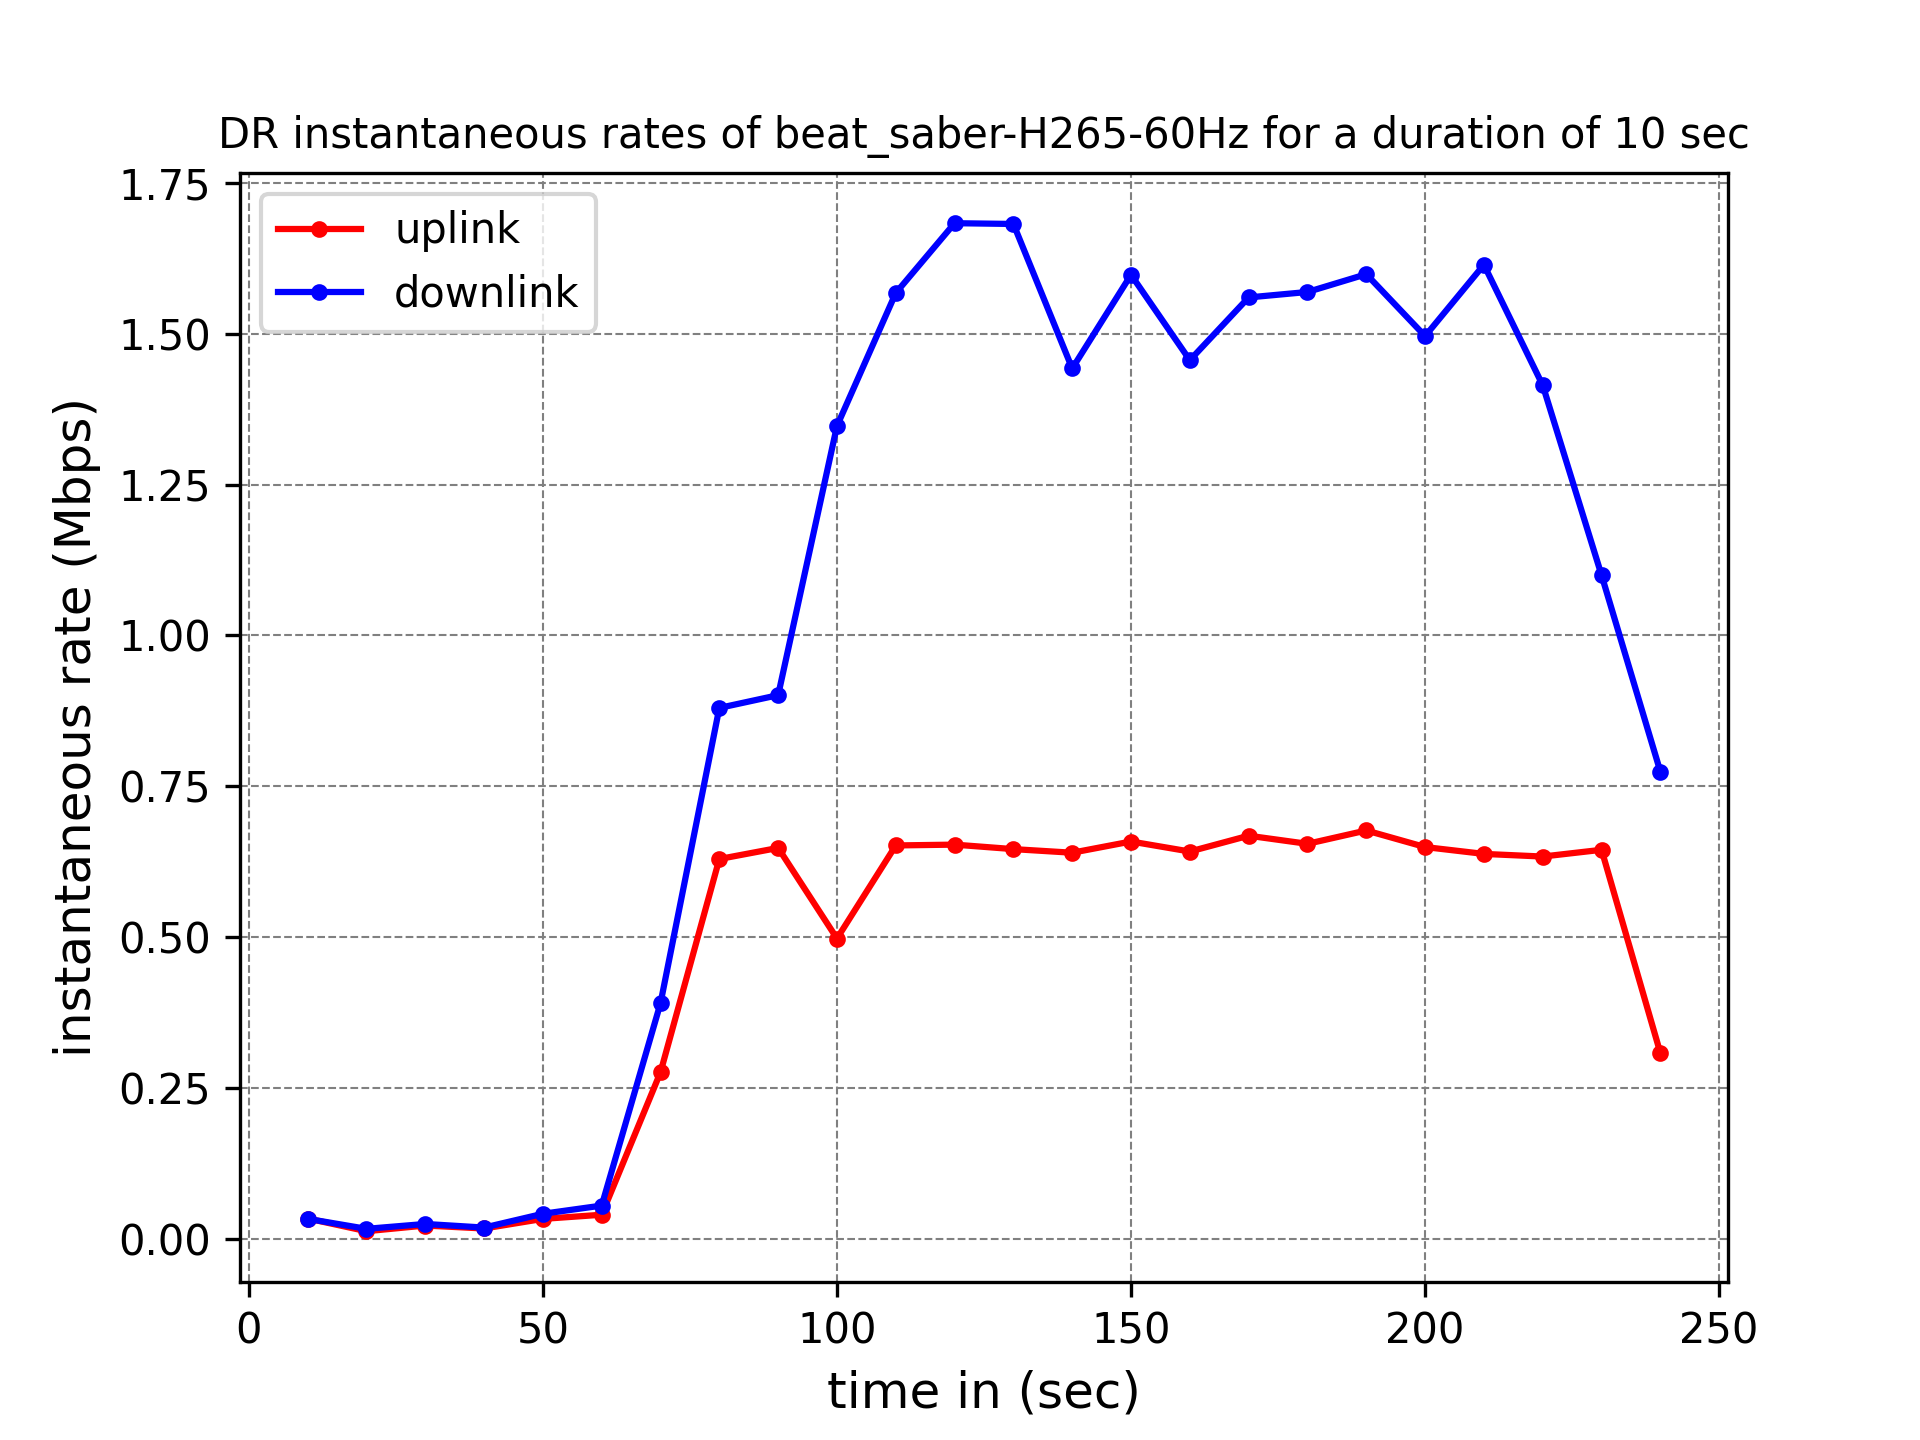 DR instantaneous rates of beat_saber-H265-60Hz for a duration of 10 sec
uplink
downlink
instantaneous rate (Mbps)
1.75
1.50
1.25
1.00
0.75
0.50
0.25
0.00
0 50 100 150 200 250
time in (sec)